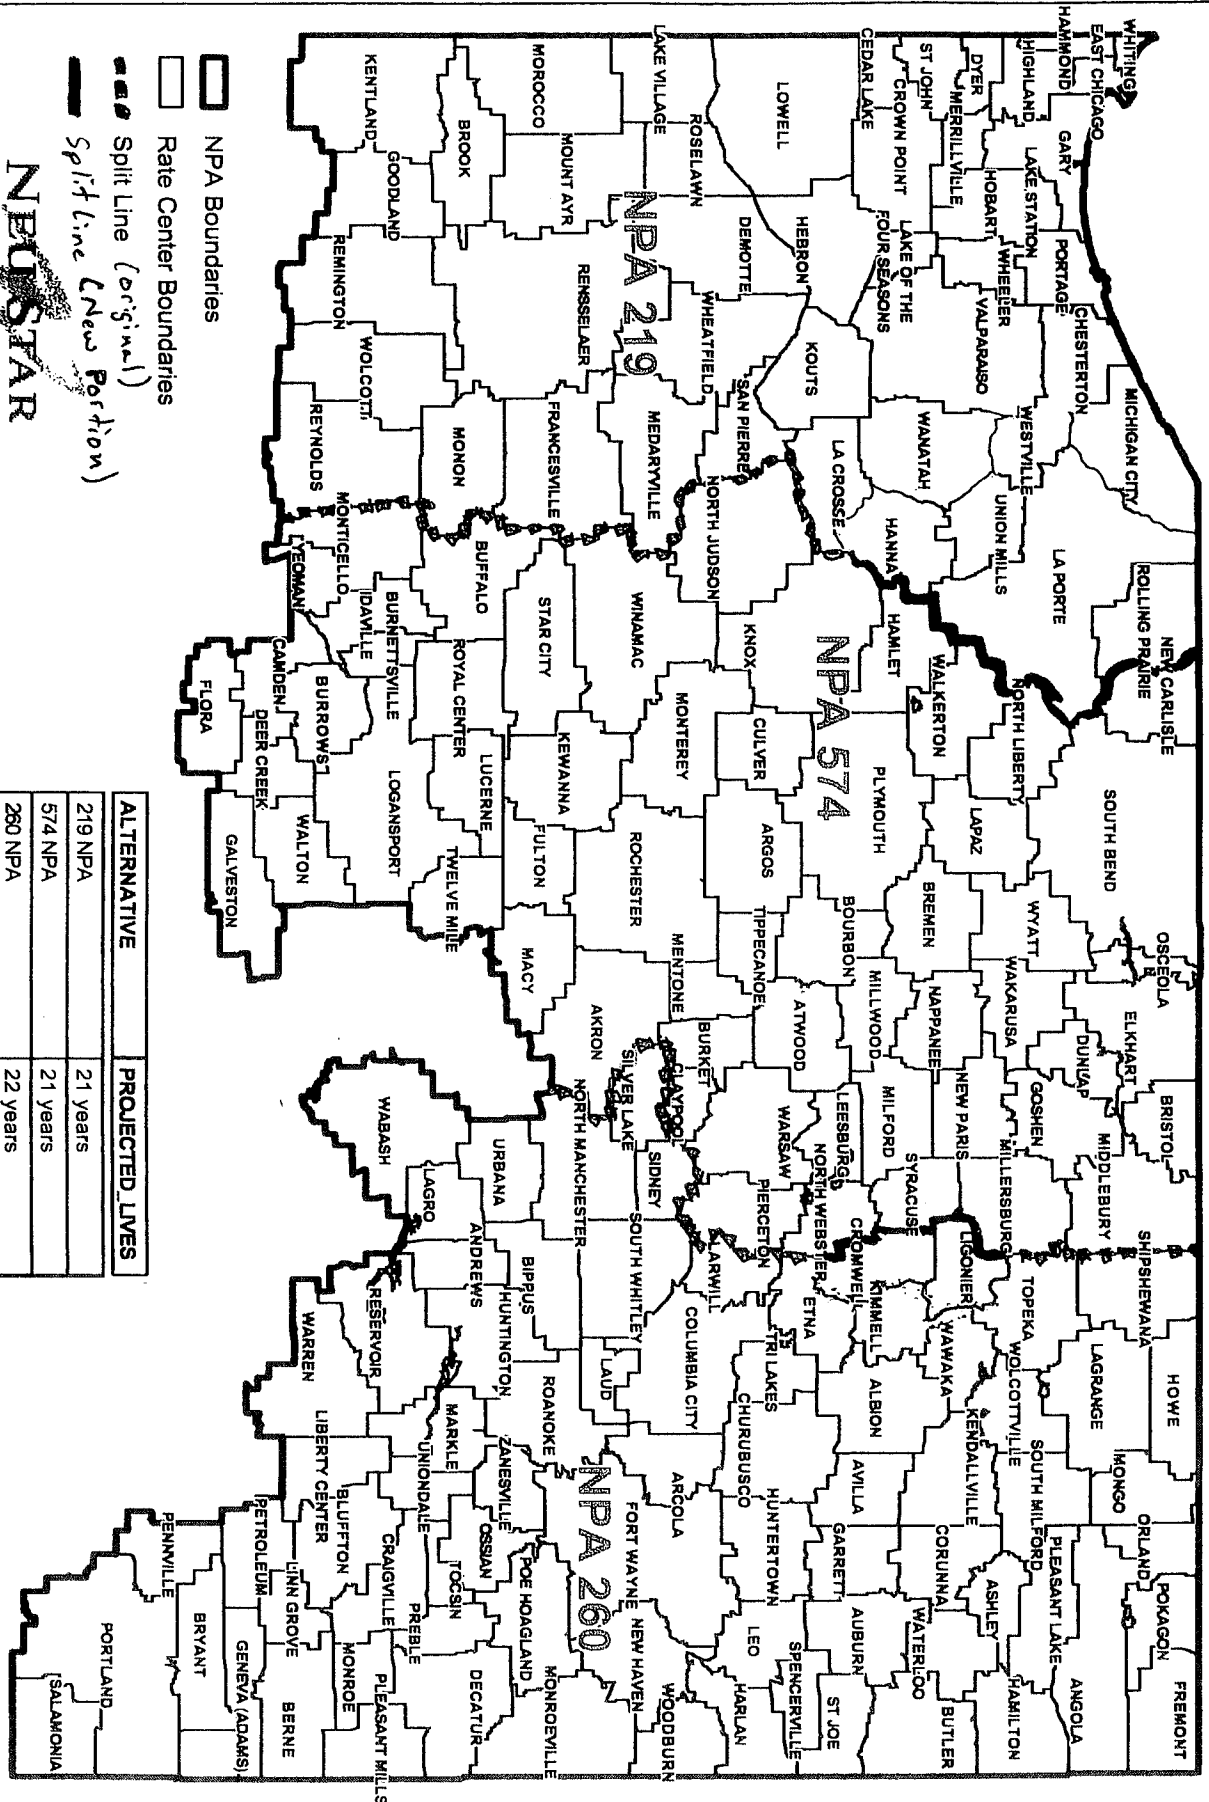 WHITING
EAST CHICAGO
HAMMOND
HIGHLAND
DYER
ST JOHN
CROWN POINT
CEDAR LAKE
MERRILLVILLE
GARY
LAKE STATION
HOBART
PORTAGE
WHEELER
CHESTERTON
VALPARAISO
LAKE OF THE
FOUR SEASONS
MICHIGAN CITY
WESTVILLE
WANATAH
UNION MILLS
LA PORTE
ROLLING PRAIRIE
NEW CARLISLE
HANNA
LA CROSSE
KOUTS
HEBRON
LOWELL
LAKE VILLAGE
ROSELAWN
DEMOTTE
WHEATFIELD
SAN PIERRE
NORTH JUDSON
NPA 219
MOROCCO
MOUNT AYR
RENSSELAER
MEDARYVILLE
FRANCESVILLE
BROOK
KENTLAND
GOODLAND
REMINGTON
WOLCOTT
MONON
REYNOLDS
MONTICELLO
YEOMAN
IDAVILLE
BURNETTSVILLE
BUFFALO
STAR CITY
WINAMAC
KNOX
HAMLET
WALKERTON
NORTH LIBERTY
NPA 574
SOUTH BEND
OSCEOLA
ELKHART
DUNLAP
BRISTOL
MIDDLEBURY
SHIPSHEWANA
HOWE
LAGRANGE
MONGO
ORLAND
POKAGON
FREMONT
LAPAZ
WYATT
WAKARUSA
GOSHEN
MILLERSBURG
TOPEKA
WOLCOTTVILLE
SOUTH MILFORD
PLEASANT LAKE
ANGOLA
PLYMOUTH
BREMEN
NAPPANEE
NEW PARIS
LIGONIER
WAWAKA
KENDALLVILLE
CORUNNA
ASHLEY
HAMILTON
BOURBON
MILLWOOD
MILFORD
SYRACUSE
CROMWELL
KIMMELL
ALBION
AVILLA
GARRETT
AUBURN
WATERLOO
BUTLER
CULVER
ARGOS
TIPPECANOE
ATWOOD
LEESBURG
WARSAW
NORTH WEBSTER
ETNA
TRI LAKES
CHURUBUSCO
HUNTERTOWN
LEO
SPENCERVILLE
ST JOE
MONTEREY
ROCHESTER
MENTONE
BURKET
CLAYPOOL
PIERCETON
LARWILL
COLUMBIA CITY
ARCOLA
FORT WAYNE
NEW HAVEN
WOODBURN
HARLAN
KEWANNA
FULTON
AKRON
SILVER LAKE
SIDNEY
SOUTH WHITLEY
LAUD
NPA 260
ROYAL CENTER
LUCERNE
TWELVE MILE
MACY
NORTH MANCHESTER
BIPPUS
ROANOKE
ZANESVILLE
POE
HOAGLAND
MONROEVILLE
CAMDEN
BURROWS
LOGANSPORT
WALTON
FLORA
DEER CREEK
GALVESTON
WABASH
LAGRO
URBANA
ANDREWS
HUNTINGTON
MARKLE
UNIONDALE
OSSIAN
TOCSIN
PREBLE
DECATUR
RESERVOIR
WARREN
LIBERTY CENTER
BLUFFTON
CRAIGVILLE
MONROE
PLEASANT MILLS
PETROLEUM
LINN GROVE
BERNE
GENEVA (ADAMS)
PENNVILLE
BRYANT
PORTLAND
SALAMONIA
NPA Boundaries
Rate Center Boundaries
Split Line (original)
Split line (New Portion)
NEUSTAR
ALTERNATIVE PROJECTED LIVES
219 NPA 21 years
574 NPA 21 years
260 NPA 22 years